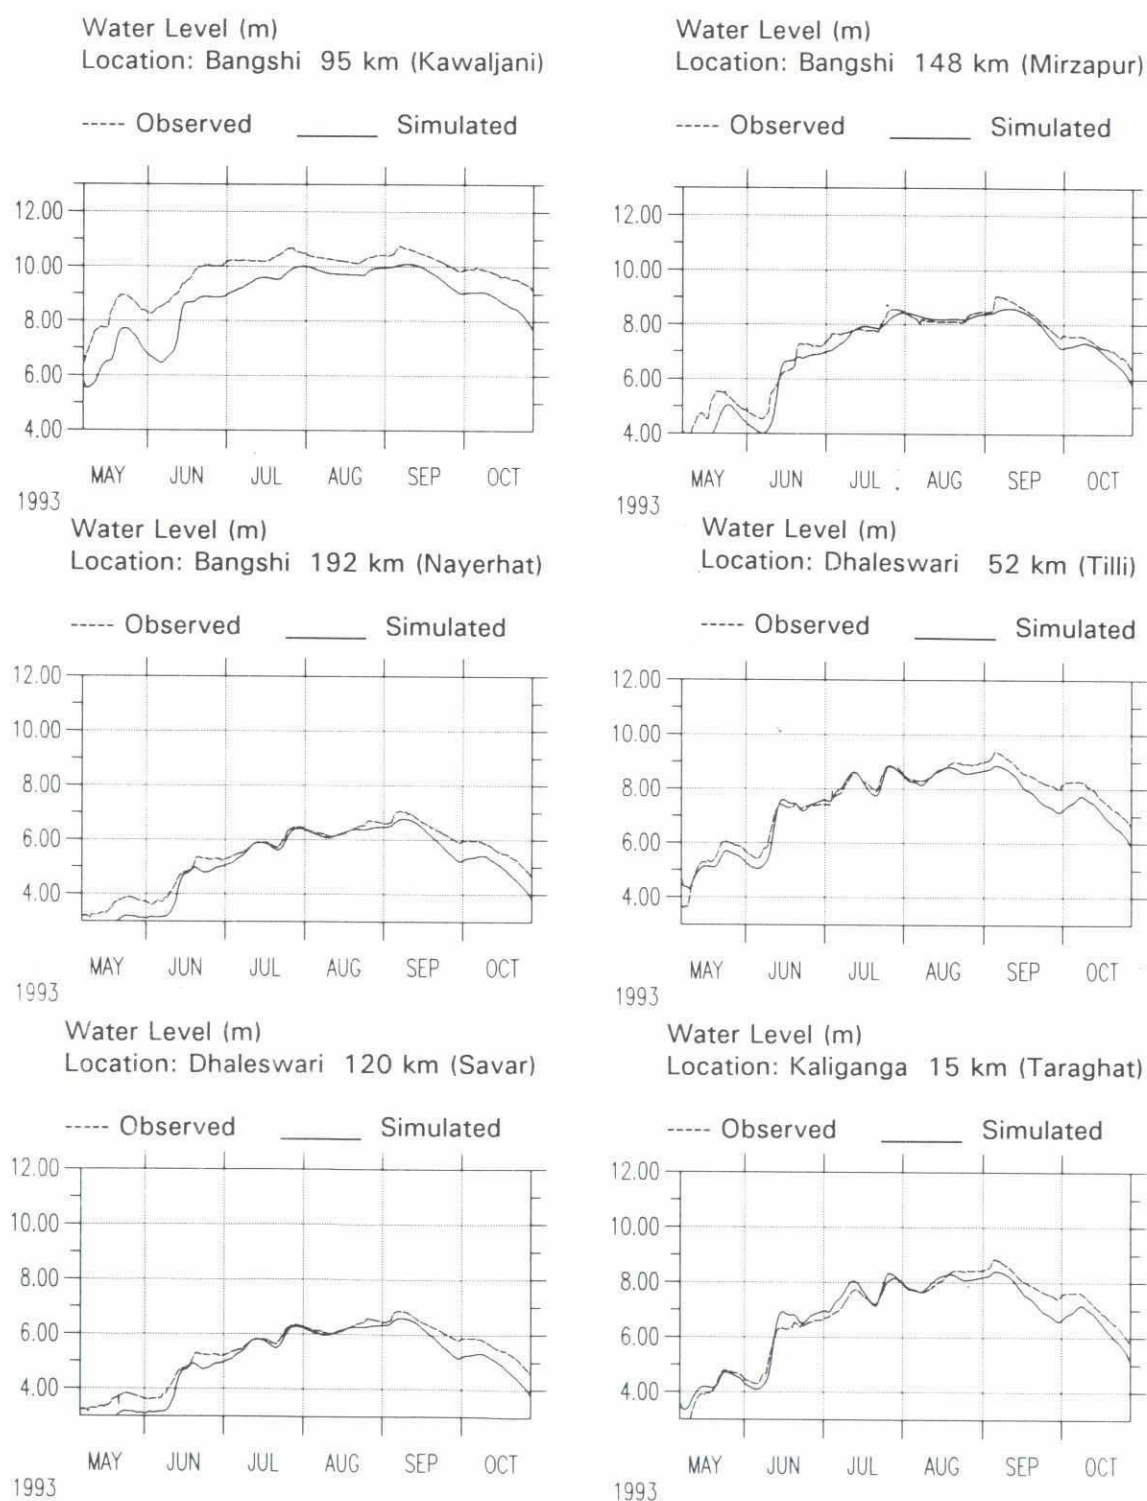 Water Level (m)
Location: Bangshi 95 km (Kawaljani)
----- Observed _____ Simulated
12.00
10.00
8.00
6.00
4.00
MAY JUN JUL AUG SEP OCT
1993
Water Level (m)
Location: Bangshi 148 km (Mirzapur)
----- Observed _____ Simulated
12.00
10.00
8.00
6.00
4.00
MAY JUN JUL AUG SEP OCT
1993
Water Level (m)
Location: Bangshi 192 km (Nayerhat)
----- Observed _____ Simulated
12.00
10.00
8.00
6.00
4.00
MAY JUN JUL AUG SEP OCT
1993
Water Level (m)
Location: Dhaleswari 52 km (Tilli)
----- Observed _____ Simulated
12.00
10.00
8.00
6.00
4.00
MAY JUN JUL AUG SEP OCT
1993
Water Level (m)
Location: Dhaleswari 120 km (Savar)
----- Observed _____ Simulated
12.00
10.00
8.00
6.00
4.00
MAY JUN JUL AUG SEP OCT
1993
Water Level (m)
Location: Kaliganga 15 km (Taraghat)
----- Observed _____ Simulated
12.00
10.00
8.00
6.00
4.00
MAY JUN JUL AUG SEP OCT
1993